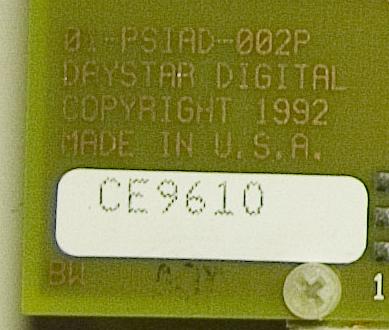 01-PSIAD-002P
DAYSTAR DIGITAL
COPYRIGHT 1992
MADE IN U.S.A.
CE9610
BW
1